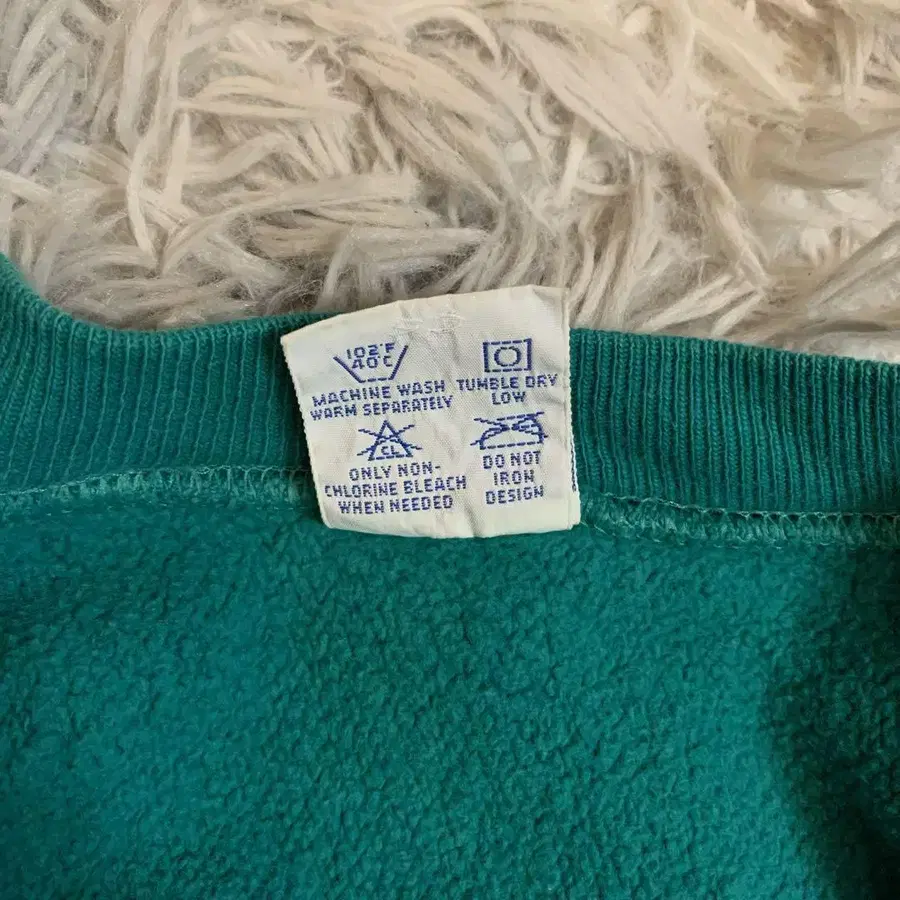 102°F
40°C
MACHINE WASH
WARM SEPARATELY
TUMBLE DRY
LOW
CL
ONLY NON-
CHLORINE BLEACH
WHEN NEEDED
DO NOT
IRON
DESIGN